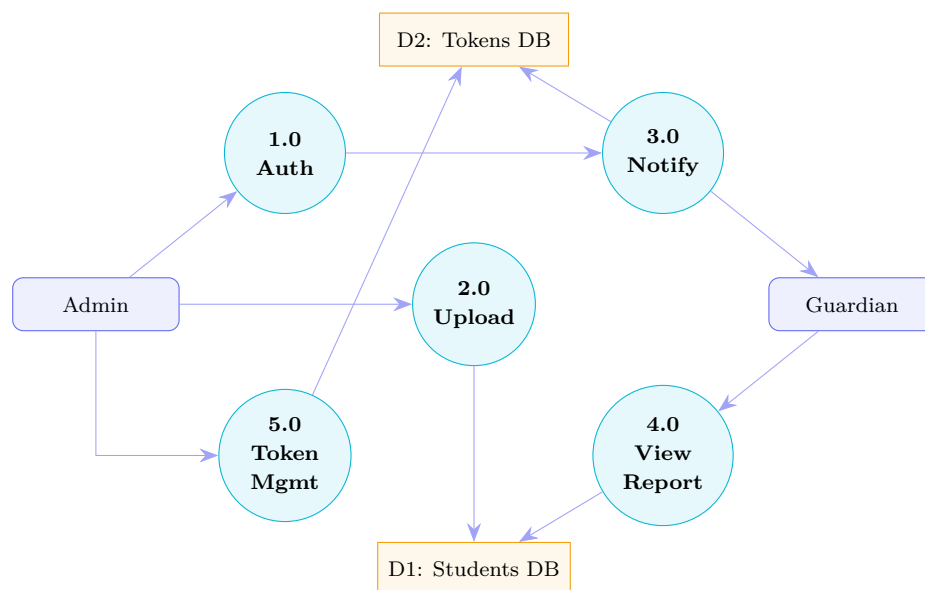 D2: Tokens DB
1.0
Auth
3.0
Notify
Admin
2.0
Upload
Guardian
5.0
Token
Mgmt
4.0
View
Report
D1: Students DB